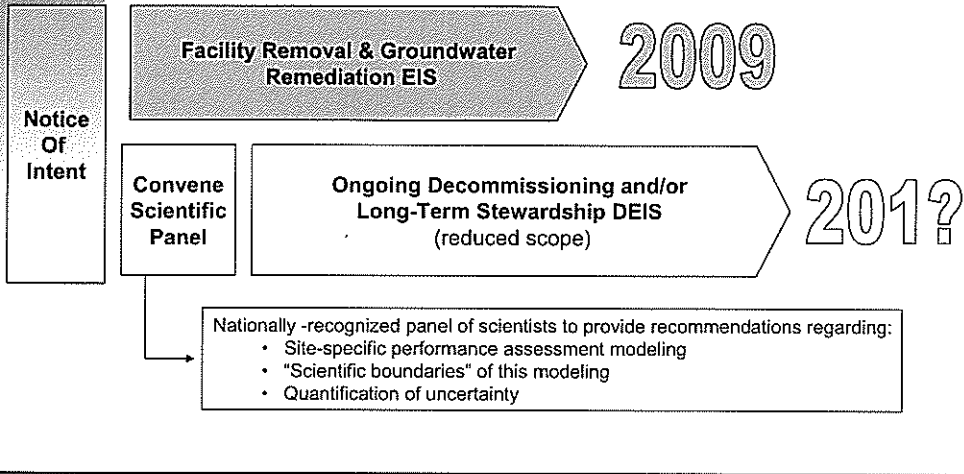 Notice
Of
Intent
Facility Removal & Groundwater
Remediation EIS
2009
Convene
Scientific
Panel
Ongoing Decommissioning and/or
Long-Term Stewardship DEIS
(reduced scope)
201?
Nationally -recognized panel of scientists to provide recommendations regarding:
• Site-specific performance assessment modeling
• "Scientific boundaries" of this modeling
• Quantification of uncertainty